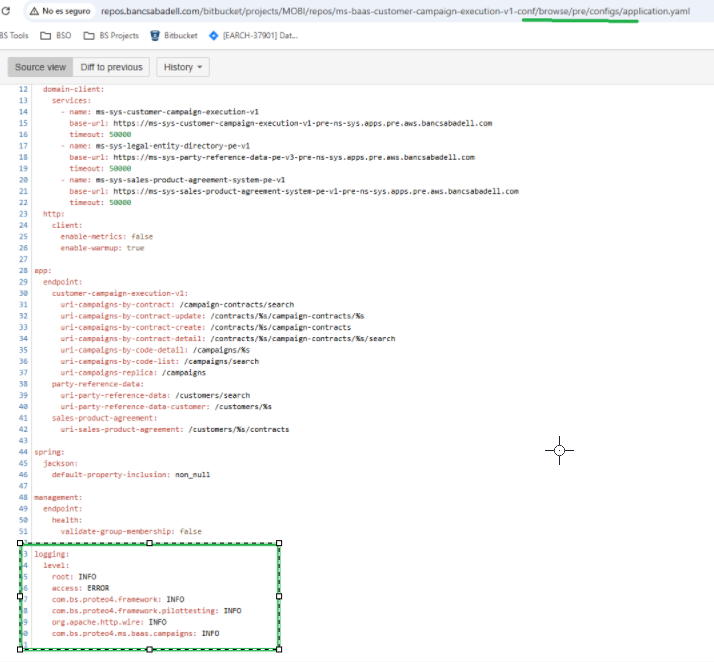 No es seguro repos.bancsabadell.com/bitbucket/projects/MOBI/repos/ms-baas-customer-campaign-execution-v1-conf/browse/pre/configs/application.yaml
BS Tools BSO BS Projects Bitbucket [EARCH-37901] Dat...
Source view Diff to previous History
12 domain-client:
13 services:
14 - name: ms-sys-customer-campaign-execution-v1
15 base-url: https://ms-sys-customer-campaign-execution-v1-pre-ns-sys.apps.pre.aws.bancsabadell.com
16 timeout: 50000
17 - name: ms-sys-legal-entity-directory-pe-v1
18 base-url: https://ms-sys-party-reference-data-pe-v3-pre-ns-sys.apps.pre.aws.bancsabadell.com
19 timeout: 50000
20 - name: ms-sys-sales-product-agreement-system-pe-v1
21 base-url: https://ms-sys-sales-product-agreement-system-pe-v1-pre-ns-sys.apps.pre.aws.bancsabadell.com
22 timeout: 50000
23 http:
24 client:
25 enable-metrics: false
26 enable-warmup: true
27
28 app:
29 endpoint:
30 customer-campaign-execution-v1:
31 uri-campaigns-by-contract: /campaign-contracts/search
32 uri-campaigns-by-contract-update: /contracts/%s/campaign-contracts/%s
33 uri-campaigns-by-contract-create: /contracts/%s/campaign-contracts
34 uri-campaigns-by-contract-detail: /contracts/%s/campaign-contracts/%s/search
35 uri-campaigns-by-code-detail: /campaigns/%s
36 uri-campaigns-by-code-list: /campaigns/search
37 uri-campaigns-replica: /campaigns
38 party-reference-data:
39 uri-party-reference-data: /customers/search
40 uri-party-reference-data-customer: /customers/%s
41 sales-product-agreement:
42 uri-sales-product-agreement: /customers/%s/contracts
43
44 spring:
45 jackson:
46 default-property-inclusion: non_null
47
48 management:
49 endpoint:
50 health:
51 validate-group-membership: false
3 logging:
4 level:
5 root: INFO
6 access: ERROR
7 com.bs.proteo4.framework: INFO
8 com.bs.proteo4.framework.pilottesting: INFO
9 org.apache.http.wire: INFO
0 com.bs.proteo4.ms.baas.campaigns: INFO